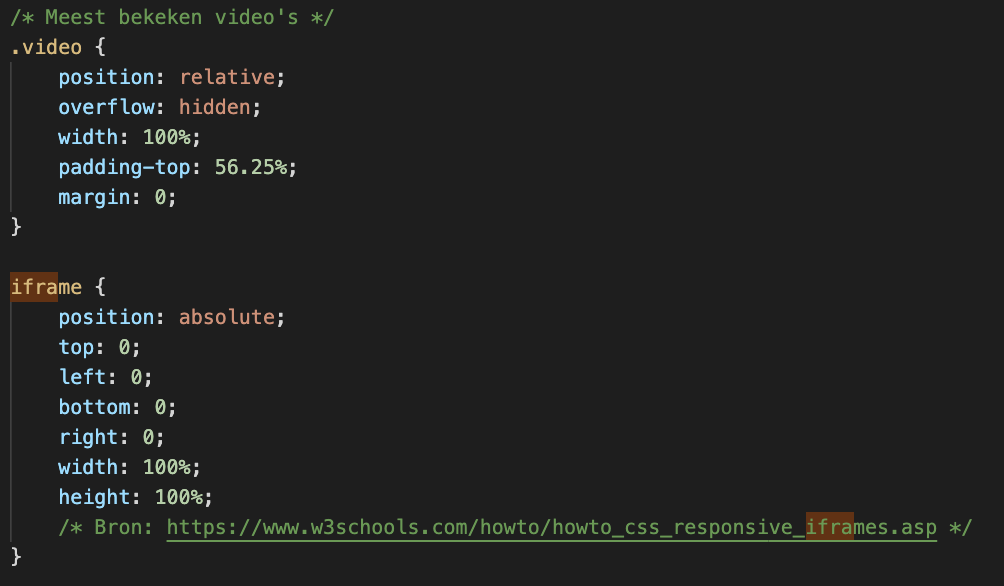 /* Meest bekeken video's */
.video {
    position: relative;
    overflow: hidden;
    width: 100%;
    padding-top: 56.25%;
    margin: 0;
}
iframe {
    position: absolute;
    top: 0;
    left: 0;
    bottom: 0;
    right: 0;
    width: 100%;
    height: 100%;
    /* Bron: https://www.w3schools.com/howto/howto_css_responsive_iframes.asp */
}